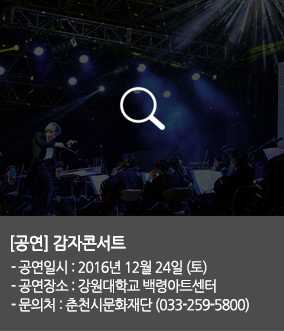 [공연] 감자콘서트
- 공연일시 : 2016년 12월 24일 (토)
- 공연장소 : 강원대학교 백령아트센터
- 문의처 : 춘천시문화재단 (033-259-5800)